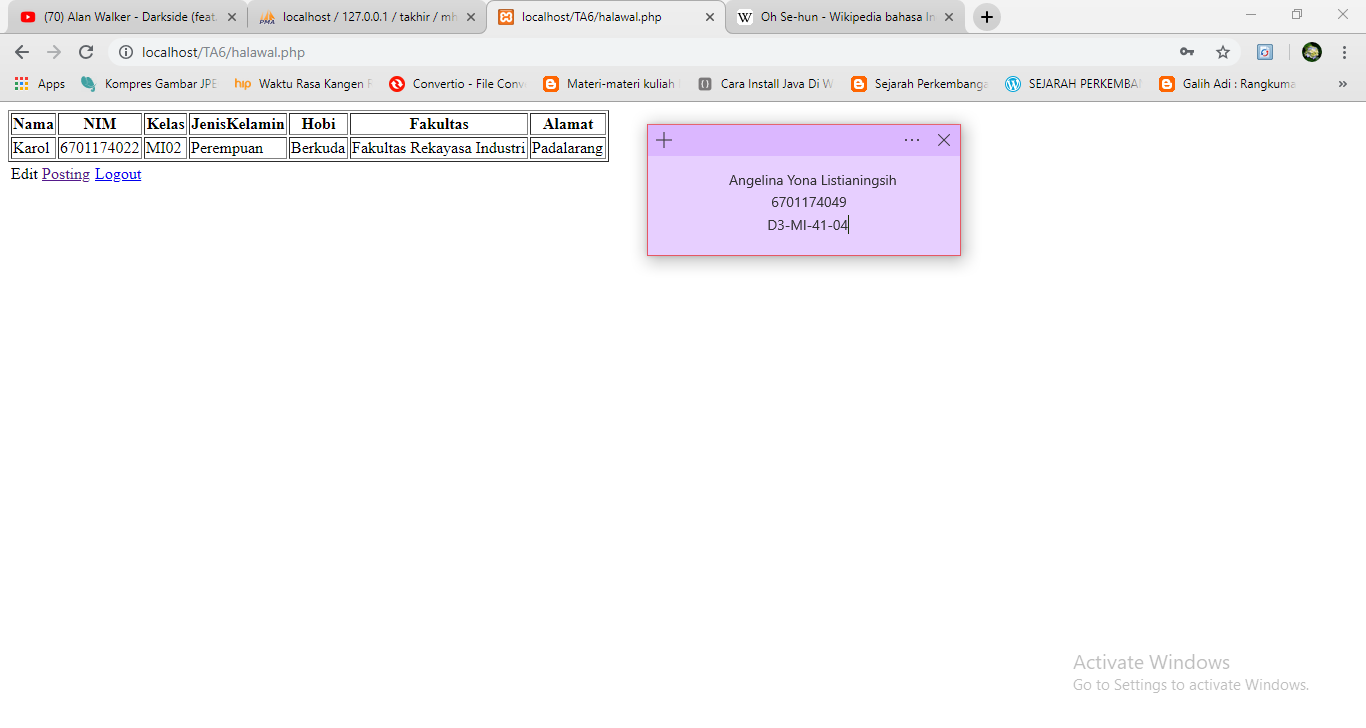 (70) Alan Walker - Darkside (feat.
localhost / 127.0.0.1 / takhir / mh
localhost/TA6/halawal.php
Oh Se-hun - Wikipedia bahasa In
localhost/TA6/halawal.php
Apps
Kompres Gambar JPE
hip Waktu Rasa Kangen F
Convertio - File Conv
Materi-materi kuliah
Cara Install Java Di W
Sejarah Perkembanga
SEJARAH PERKEMBA
Galih Adi : Rangkuma
Nama NIM Kelas JenisKelamin Hobi Fakultas Alamat
Karol 6701174022 MI02 Perempuan Berkuda Fakultas Rekayasa Industri Padalarang
Edit Posting Logout
Angelina Yona Listianingsih
6701174049
D3-MI-41-04
Activate Windows
Go to Settings to activate Windows.